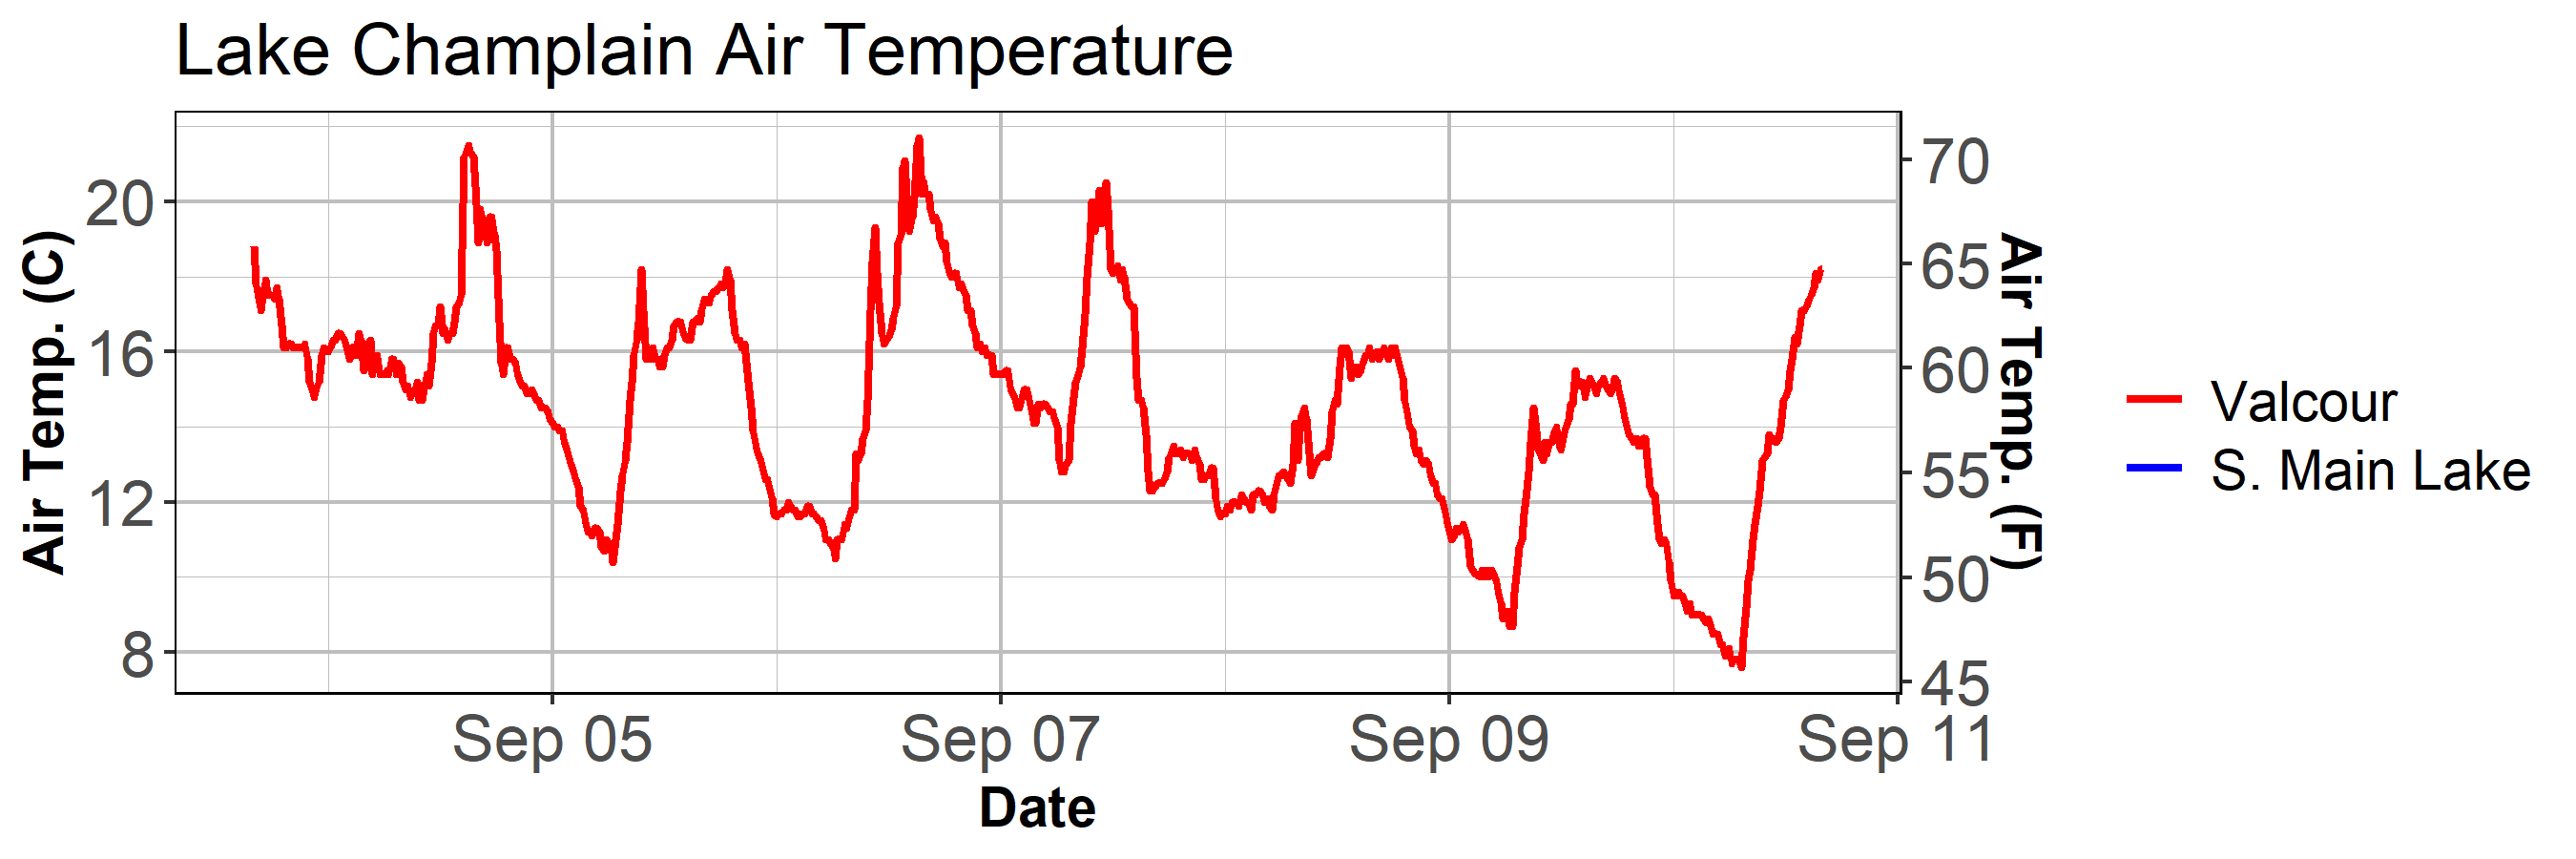 Lake Champlain Air Temperature
Air Temp. (C)
20
16
12
8
70
65
60
55
50
45
Air Temp. (F)
Sep 05
Sep 07
Sep 09
Sep 11
Date
Valcour
S. Main Lake